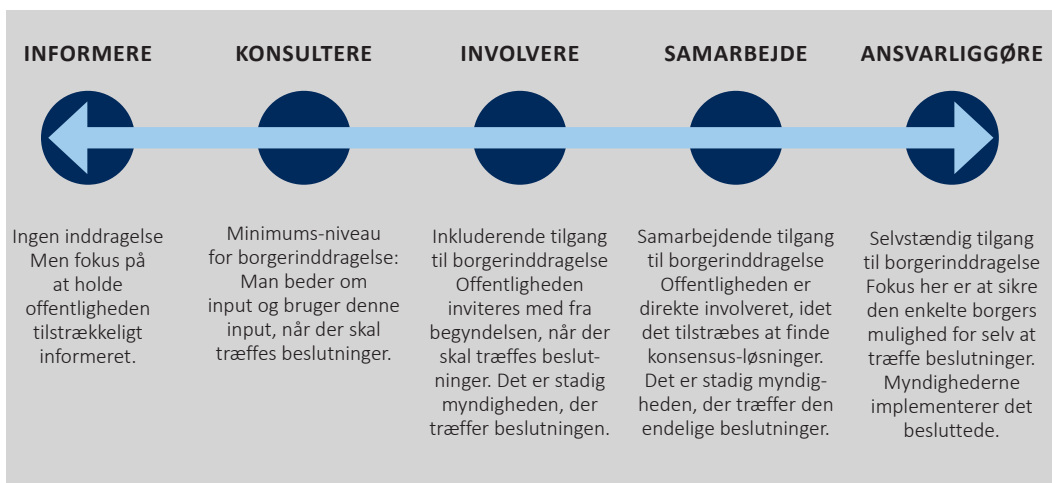 INFORMERE
KONSULTERE
INVOLVERE
SAMARBEJDE
ANSVARLIGGØRE
Ingen inddragelse
Men fokus på
at holde
offentligheden
tilstrækkeligt
informeret.
Minimums-niveau
for borgerinddragelse:
Man beder om
input og bruger denne
input, når der skal
træffes beslutninger.
Inkluderende tilgang
til borgerinddragelse
Offentligheden
inviteres med fra
begyndelsen, når der
skal træffes beslut-
ninger. Det er stadig
myndigheden, der
træffer beslutningen.
Samarbejdende tilgang
til borgerinddragelse
Offentligheden er
direkte involveret, idet
det tilstræbes at finde
konsensus-løsninger.
Det er stadig myndig-
heden, der træffer den
endelige beslutninger.
Selvstændig tilgang
til borgerinddragelse
Fokus her er at sikre
den enkelte borgers
mulighed for selv at
træffe beslutninger.
Myndighederne
implementerer det
besluttede.